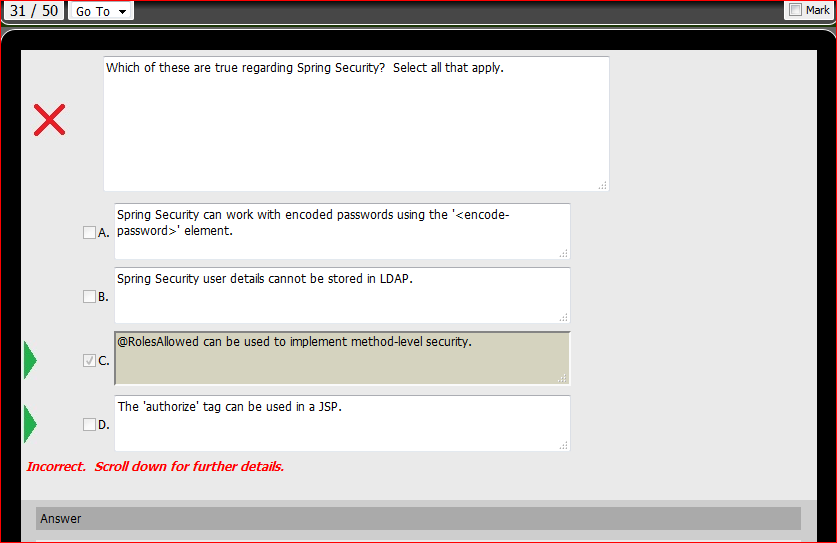 31 / 50 Go To Mark
Which of these are true regarding Spring Security?  Select all that apply.
Spring Security can work with encoded passwords using the '<encode-
password>' element.
A.
Spring Security user details cannot be stored in LDAP.
B.
@RolesAllowed can be used to implement method-level security.
C.
The 'authorize' tag can be used in a JSP.
D.
Incorrect.  Scroll down for further details.
Answer